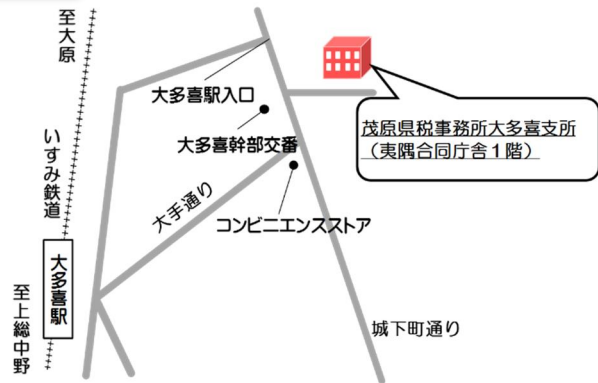 至大原
いすみ鉄道
大多喜駅
至上総中野
大多喜駅入口
大多喜幹部交番
大手通り
コンビニエンスストア
城下町通り
茂原県税事務所大多喜支所
(夷隅合同庁舎1階)